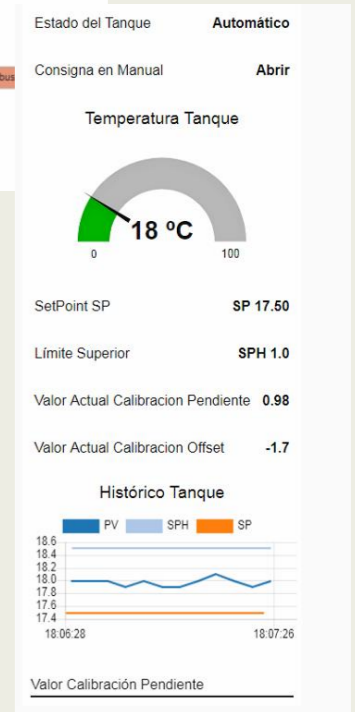 bus
Estado del Tanque Automático
Consigna en Manual Abrir
Temperatura Tanque
18 ºC
0 100
SetPoint SP SP 17.50
Límite Superior SPH 1.0
Valor Actual Calibracion Pendiente 0.98
Valor Actual Calibracion Offset -1.7
Histórico Tanque
PV SPH SP
18.6
18.4
18.2
18.0
17.8
17.6
17.4
18:06:28 18:07:26
Valor Calibración Pendiente